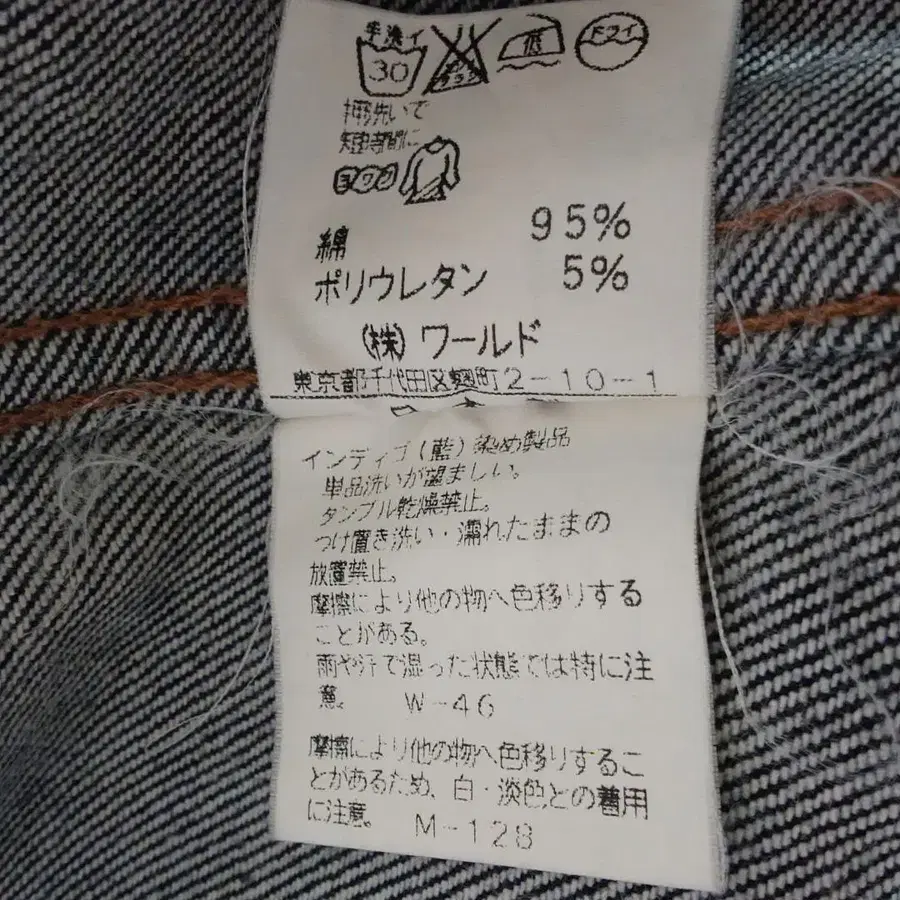 手洗イ
30
低
ドライ
押洗いで
短時間に
綿 95%
ポリウレタン 5%
(株) ワールド
東京都千代田区麹町2-10-1
インディゴ(藍)染め製品
単品洗いが望ましい。
タンブル乾燥禁止。
つけ置き洗い・濡れたままの
放置禁止。
摩擦により他の物へ色移りする
ことがある。
雨や汗で湿った状態では特に注
意。 W-46
摩擦により他の物へ色移りするこ
とがあるため、白・淡色との着用
に注意。 M-128